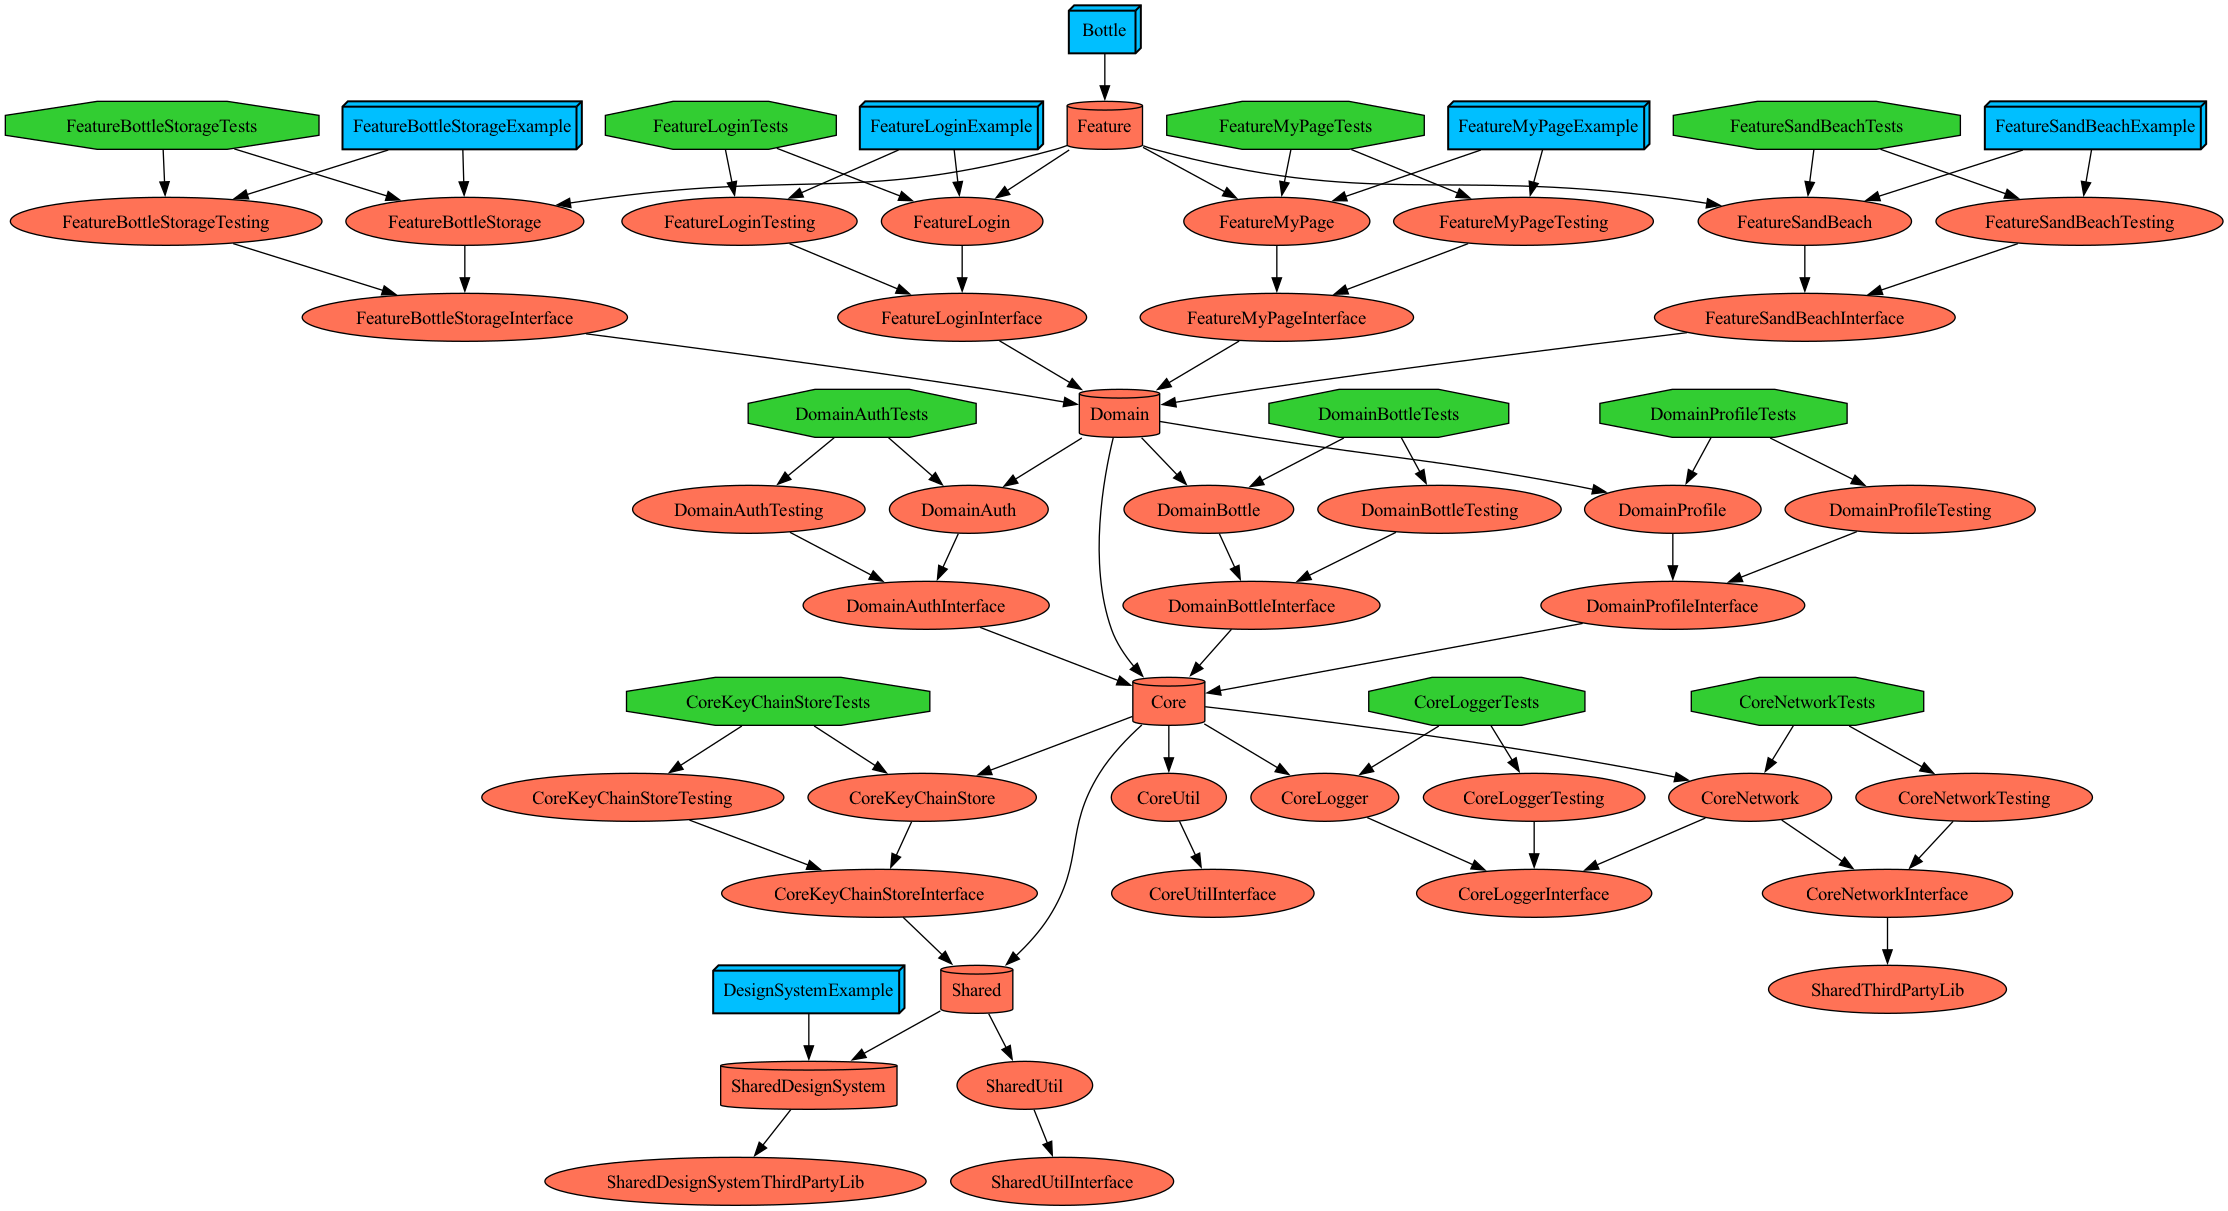 Bottle
FeatureBottleStorageTests
FeatureBottleStorageExample
FeatureLoginTests
FeatureLoginExample
Feature
FeatureMyPageTests
FeatureMyPageExample
FeatureSandBeachTests
FeatureSandBeachExample
FeatureBottleStorageTesting
FeatureBottleStorage
FeatureLoginTesting
FeatureLogin
FeatureMyPage
FeatureMyPageTesting
FeatureSandBeach
FeatureSandBeachTesting
FeatureBottleStorageInterface
FeatureLoginInterface
FeatureMyPageInterface
FeatureSandBeachInterface
DomainAuthTests
Domain
DomainBottleTests
DomainProfileTests
DomainAuthTesting
DomainAuth
DomainBottle
DomainBottleTesting
DomainProfile
DomainProfileTesting
DomainAuthInterface
DomainBottleInterface
DomainProfileInterface
CoreKeyChainStoreTests
Core
CoreLoggerTests
CoreNetworkTests
CoreKeyChainStoreTesting
CoreKeyChainStore
CoreUtil
CoreLogger
CoreLoggerTesting
CoreNetwork
CoreNetworkTesting
CoreKeyChainStoreInterface
CoreUtilInterface
CoreLoggerInterface
CoreNetworkInterface
DesignSystemExample
Shared
SharedThirdPartyLib
SharedDesignSystem
SharedUtil
SharedDesignSystemThirdPartyLib
SharedUtilInterface